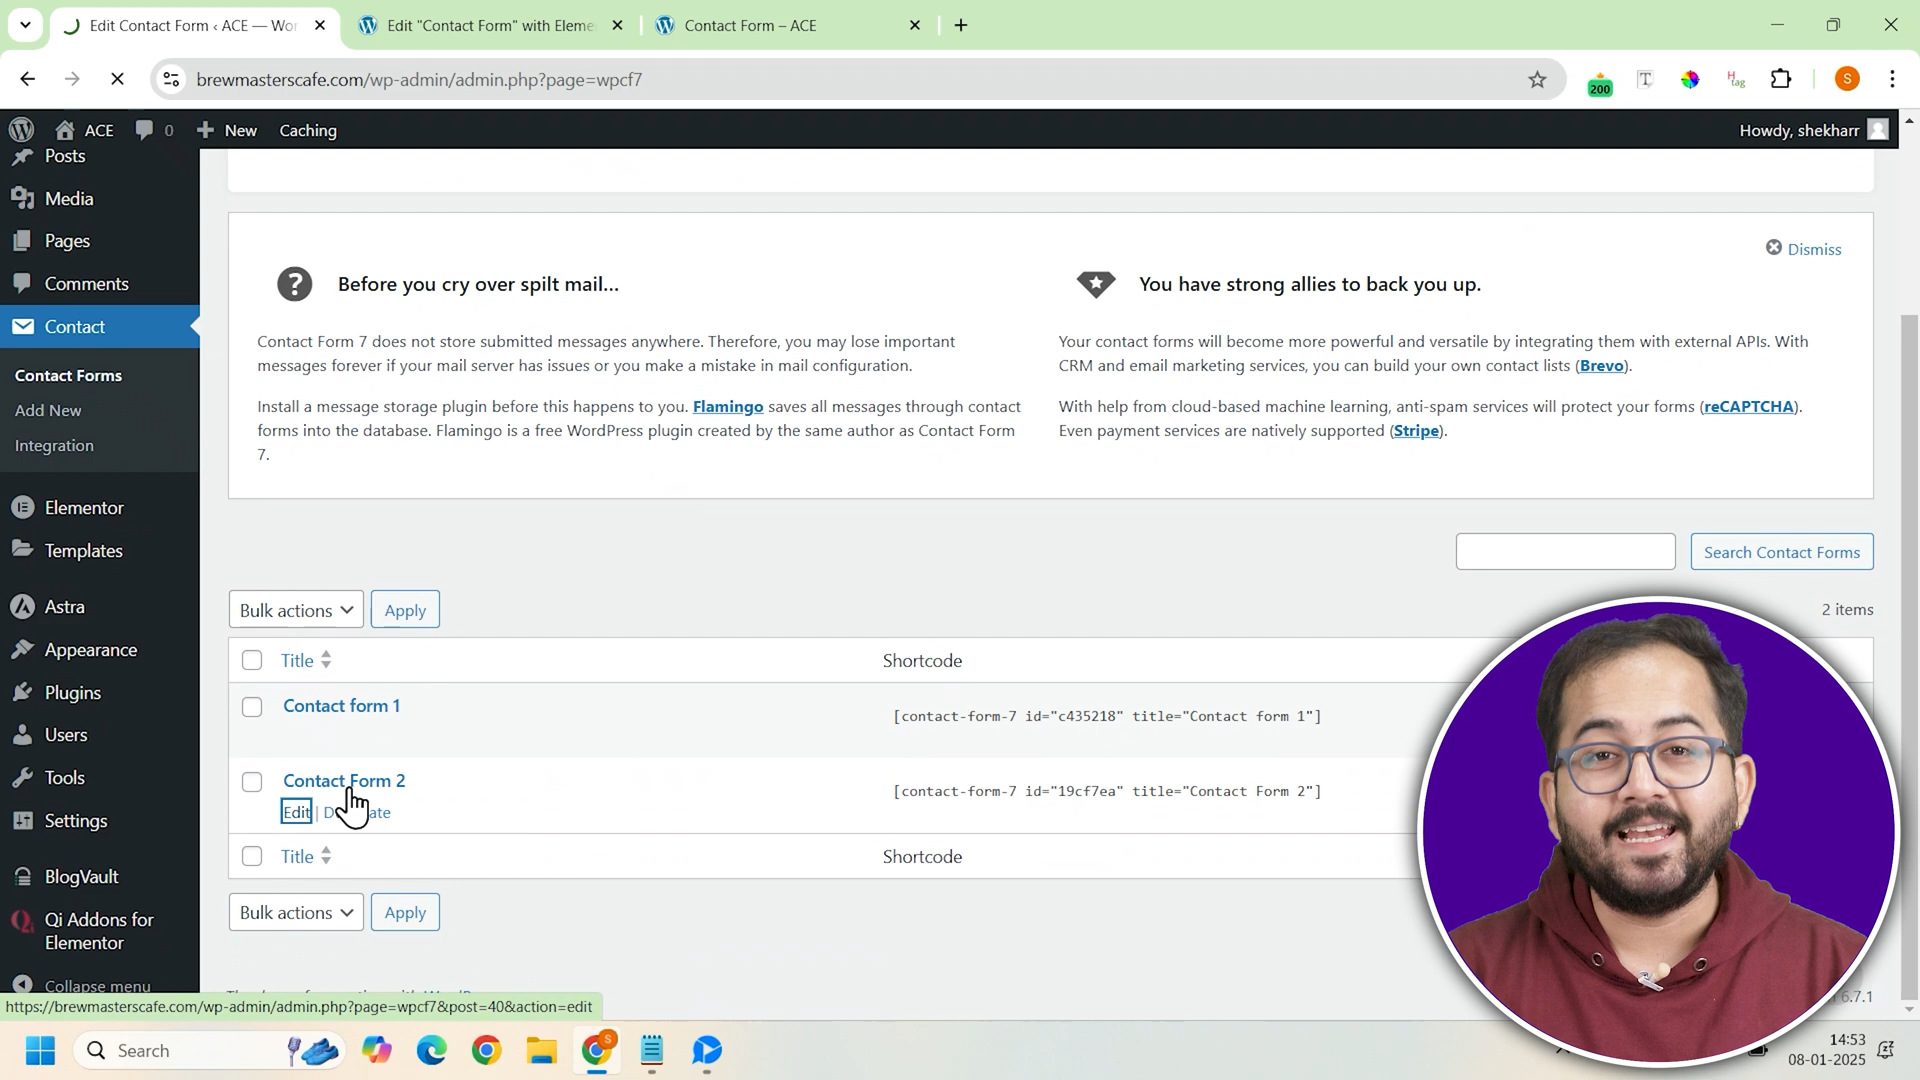 Edit Contact Form ‹ ACE — Wor
Edit "Contact Form" with Eleme
Contact Form – ACE
brewmasterscafe.com/wp-admin/admin.php?page=wpcf7
200
T
H
tag
S
ACE
0
New
Caching
Howdy, shekharr
Posts
Media
Pages
Comments
Contact
Contact Forms
Add New
Integration
Elementor
Templates
Astra
Appearance
Plugins
Users
Tools
Settings
BlogVault
Qi Addons for
Elementor
Collapse menu
Dismiss
Before you cry over spilt mail…
Contact Form 7 does not store submitted messages anywhere. Therefore, you may lose important
messages forever if your mail server has issues or you make a mistake in mail configuration.
Install a message storage plugin before this happens to you. Flamingo saves all messages through contact
forms into the database. Flamingo is a free WordPress plugin created by the same author as Contact Form
7.
You have strong allies to back you up.
Your contact forms will become more powerful and versatile by integrating them with external APIs. With
CRM and email marketing services, you can build your own contact lists (Brevo).
With help from cloud-based machine learning, anti-spam services will protect your forms (reCAPTCHA).
Even payment services are natively supported (Stripe).
Search Contact Forms
Bulk actions
Apply
2 items
Title
Shortcode
Contact form 1
[contact-form-7 id="c435218" title="Contact form 1"]
Contact Form 2
[contact-form-7 id="19cf7ea" title="Contact Form 2"]
Edit |
Title
Shortcode
Bulk actions
Apply
6.7.1
https://brewmasterscafe.com/wp-admin/admin.php?page=wpcf7&post=40&action=edit
Search
S
14:53
08-01-2025